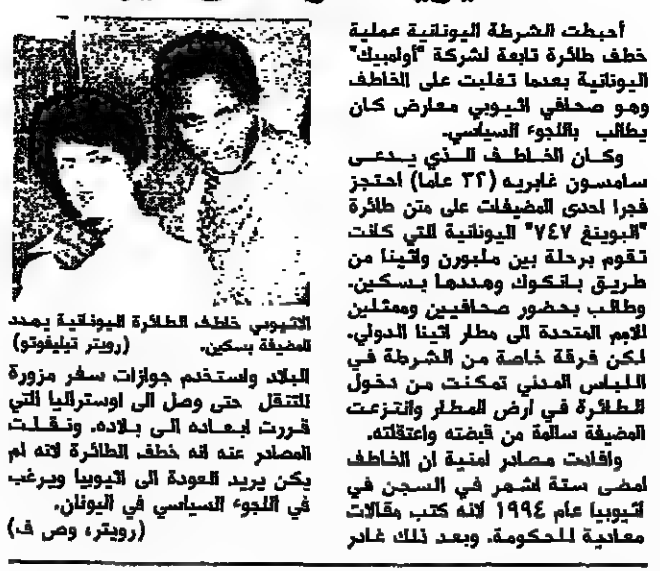 أحبطت الشرطة اليونانية عملية
خطف طائرة تابعة لشركة "أولمبيك"
اليونانية بعدما تغلبت على الخاطف
وهو صحافي اثيوبي معارض كان
يطالب باللجوء السياسي.
وكـان الخـاطـف الـذي يـدعـى
سامسون غابريه (٣٢ عاما) احتجز
فجرا احدى المضيفات على متن طائرة
"البوينغ ٧٤٧" اليونانية التي كانت
تقوم برحلة بين ملبورن واثينا من
طريق بانكوك وهددها بسكين.
وطالب بحضور صحافيين وممثلين
للامم المتحدة الى مطار اثينا الدولي.
لكن فرقة خاصة من الشرطة في
اللباس المدني تمكنت من دخول
الطائرة في ارض المطار وانتزعت
المضيفة سالمة من قبضته واعتقلته.
وافادت مصادر امنية ان الخاطف
امضى ستة اشهر في السجن في
اثيوبيا عام ١٩٩٤ لانه كتب مقالات
معادية للحكومة. وبعد ذلك غادر
الاثيوبي خاطف الطائرة اليونانية يهدد
المضيفة بسكين. (رويتر تيليفوتو)
البلاد واستخدم جوازات سفر مزورة
للتنقل حتى وصل الى اوستراليا التي
قررت ابعاده الى بلاده. ونقلت
المصادر عنه انه خطف الطائرة لانه لم
يكن يريد العودة الى اثيوبيا ويرغب
في اللجوء السياسي في اليونان.
(رويتر، وص ف)